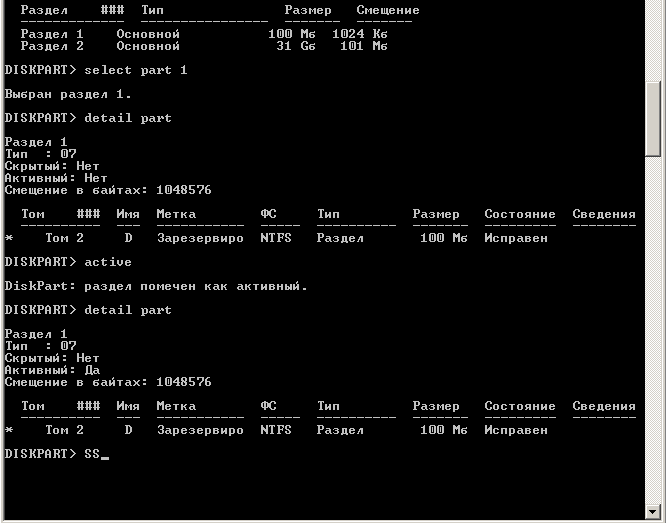 Раздел ### Тип Размер Смещение
------------- ---------------- ------- --------
Раздел 1 Основной 100 Мб 1024 Кб
Раздел 2 Основной 31 Gб 101 Мб
DISKPART> select part 1
Выбран раздел 1.
DISKPART> detail part
Раздел 1
Тип : 07
Скрытый: Нет
Активный: Нет
Смещение в байтах: 1048576
Том ### Имя Метка ФС Тип Размер Состояние Сведения
---------- --- ----------- ----- ---------- ------- --------- --------
* Том 2 D Зарезервиро NTFS Раздел 100 Мб Исправен
DISKPART> active
DiskPart: раздел помечен как активный.
DISKPART> detail part
Раздел 1
Тип : 07
Скрытый: Нет
Активный: Да
Смещение в байтах: 1048576
Том ### Имя Метка ФС Тип Размер Состояние Сведения
---------- --- ----------- ----- ---------- ------- --------- --------
* Том 2 D Зарезервиро NTFS Раздел 100 Мб Исправен
DISKPART> SS_